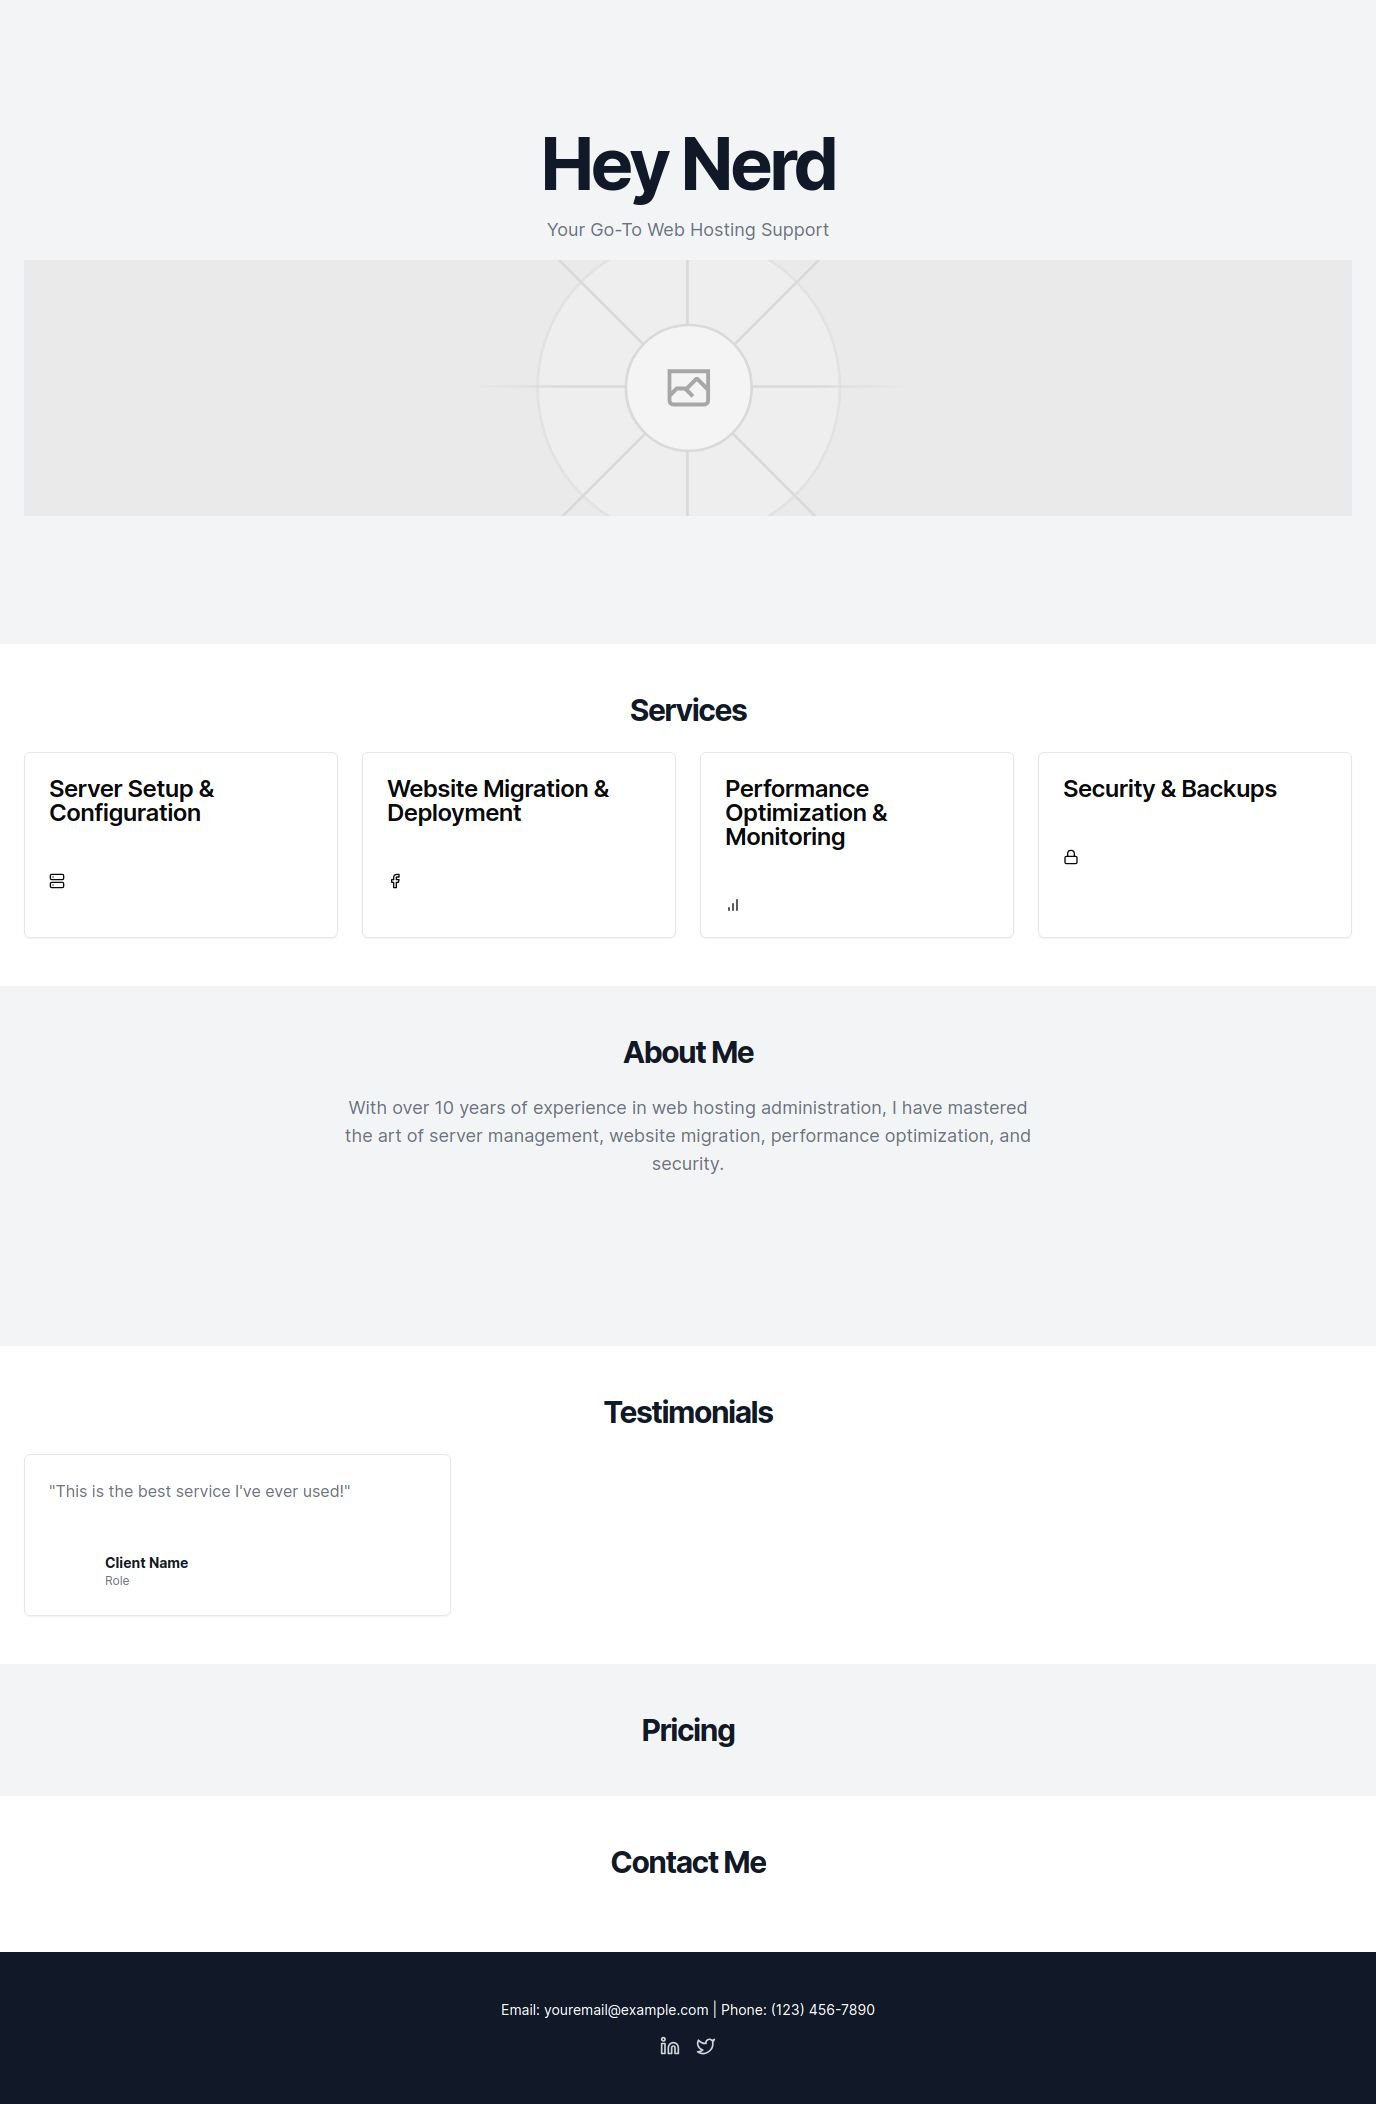 Hey Nerd
Your Go-To Web Hosting Support
Services
Server Setup &
Configuration
Website Migration &
Deployment
Performance
Optimization &
Monitoring
Security & Backups
About Me
With over 10 years of experience in web hosting administration, I have mastered
the art of server management, website migration, performance optimization, and
security.
Testimonials
"This is the best service I've ever used!"
Client Name
Role
Pricing
Contact Me
Email: youremail@example.com | Phone: (123) 456-7890